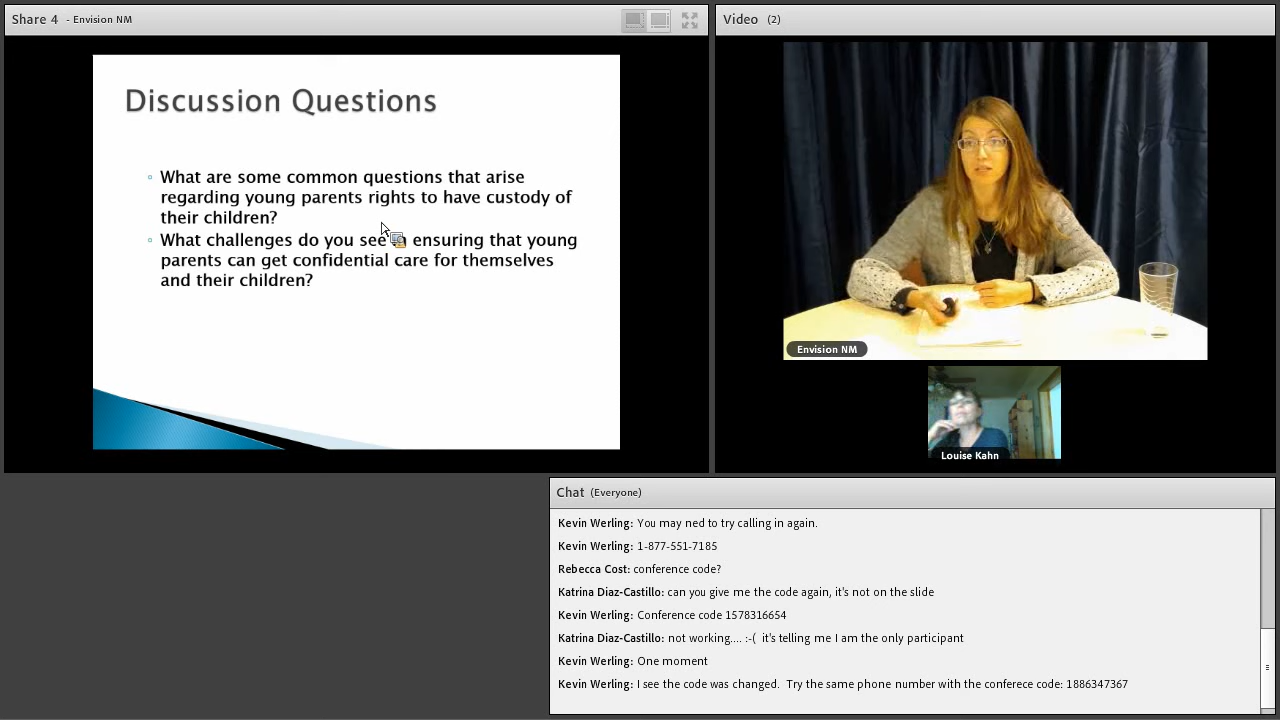 Share 4 - Envision NM
Discussion Questions
What are some common questions that arise
regarding young parents rights to have custody of
their children?
What challenges do you see ensuring that young
parents can get confidential care for themselves
and their children?
Video (2)
Envision NM
Louise Kahn
Chat (Everyone)
Kevin Werling: You may ned to try calling in again.
Kevin Werling: 1-877-551-7185
Rebecca Cost: conference code?
Katrina Diaz-Castillo: can you give me the code again, it's not on the slide
Kevin Werling: Conference code 1578316654
Katrina Diaz-Castillo: not working.... :-( it's telling me I am the only participant
Kevin Werling: One moment
Kevin Werling: I see the code was changed. Try the same phone number with the conferece code: 1886347367